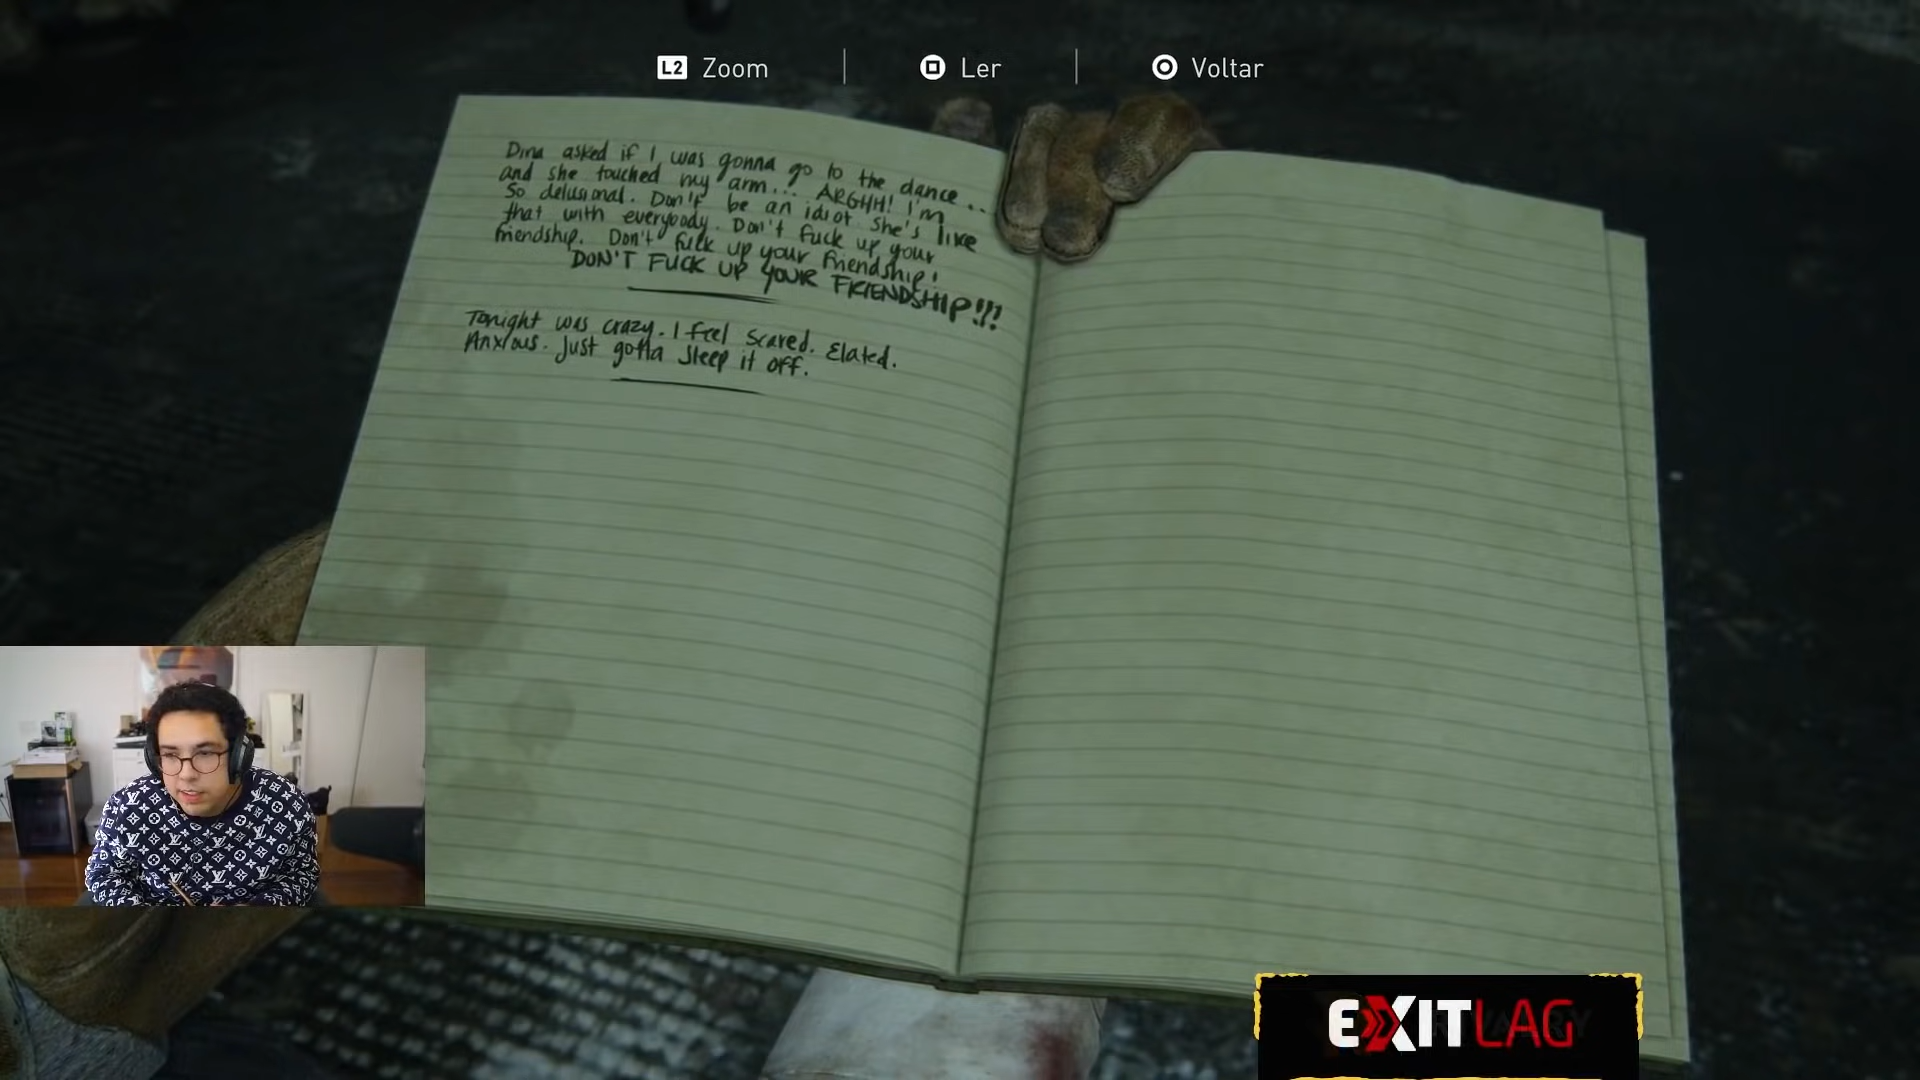 L2 Zoom
Ler
Voltar
Dina asked if I was gonna go to the dance...
and she touched my arm... ARGHH! I'm
so delusional. Don't be an idiot. She's like
that with everybody. Don't fuck up your
friendship. Don't fuck up your friendship!
DON'T FUCK UP YOUR FRIENDSHIP!!!
Tonight was crazy. I feel scared. Elated.
Anxious. Just gotta sleep it off.
EXITLAG